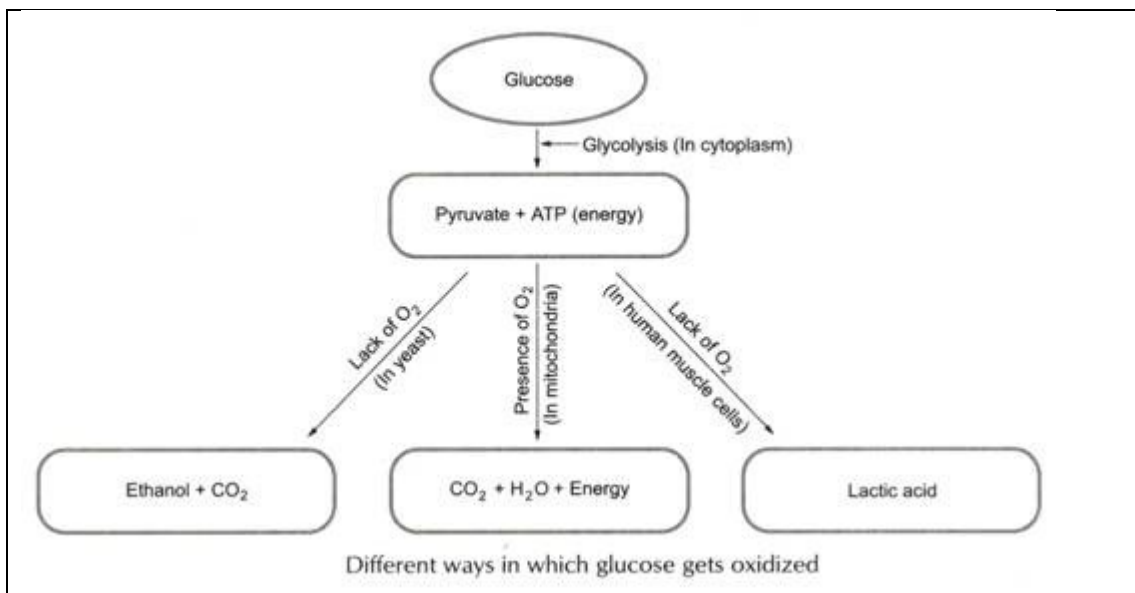 Glucose
Glycolysis (In cytoplasm)
Pyruvate + ATP (energy)
Lack of O₂
(In yeast)
Presence of O₂
(In mitochondria)
Lack of O₂
(In human muscle cells)
Ethanol + CO₂
CO₂ + H₂O + Energy
Lactic acid
Different ways in which glucose gets oxidized